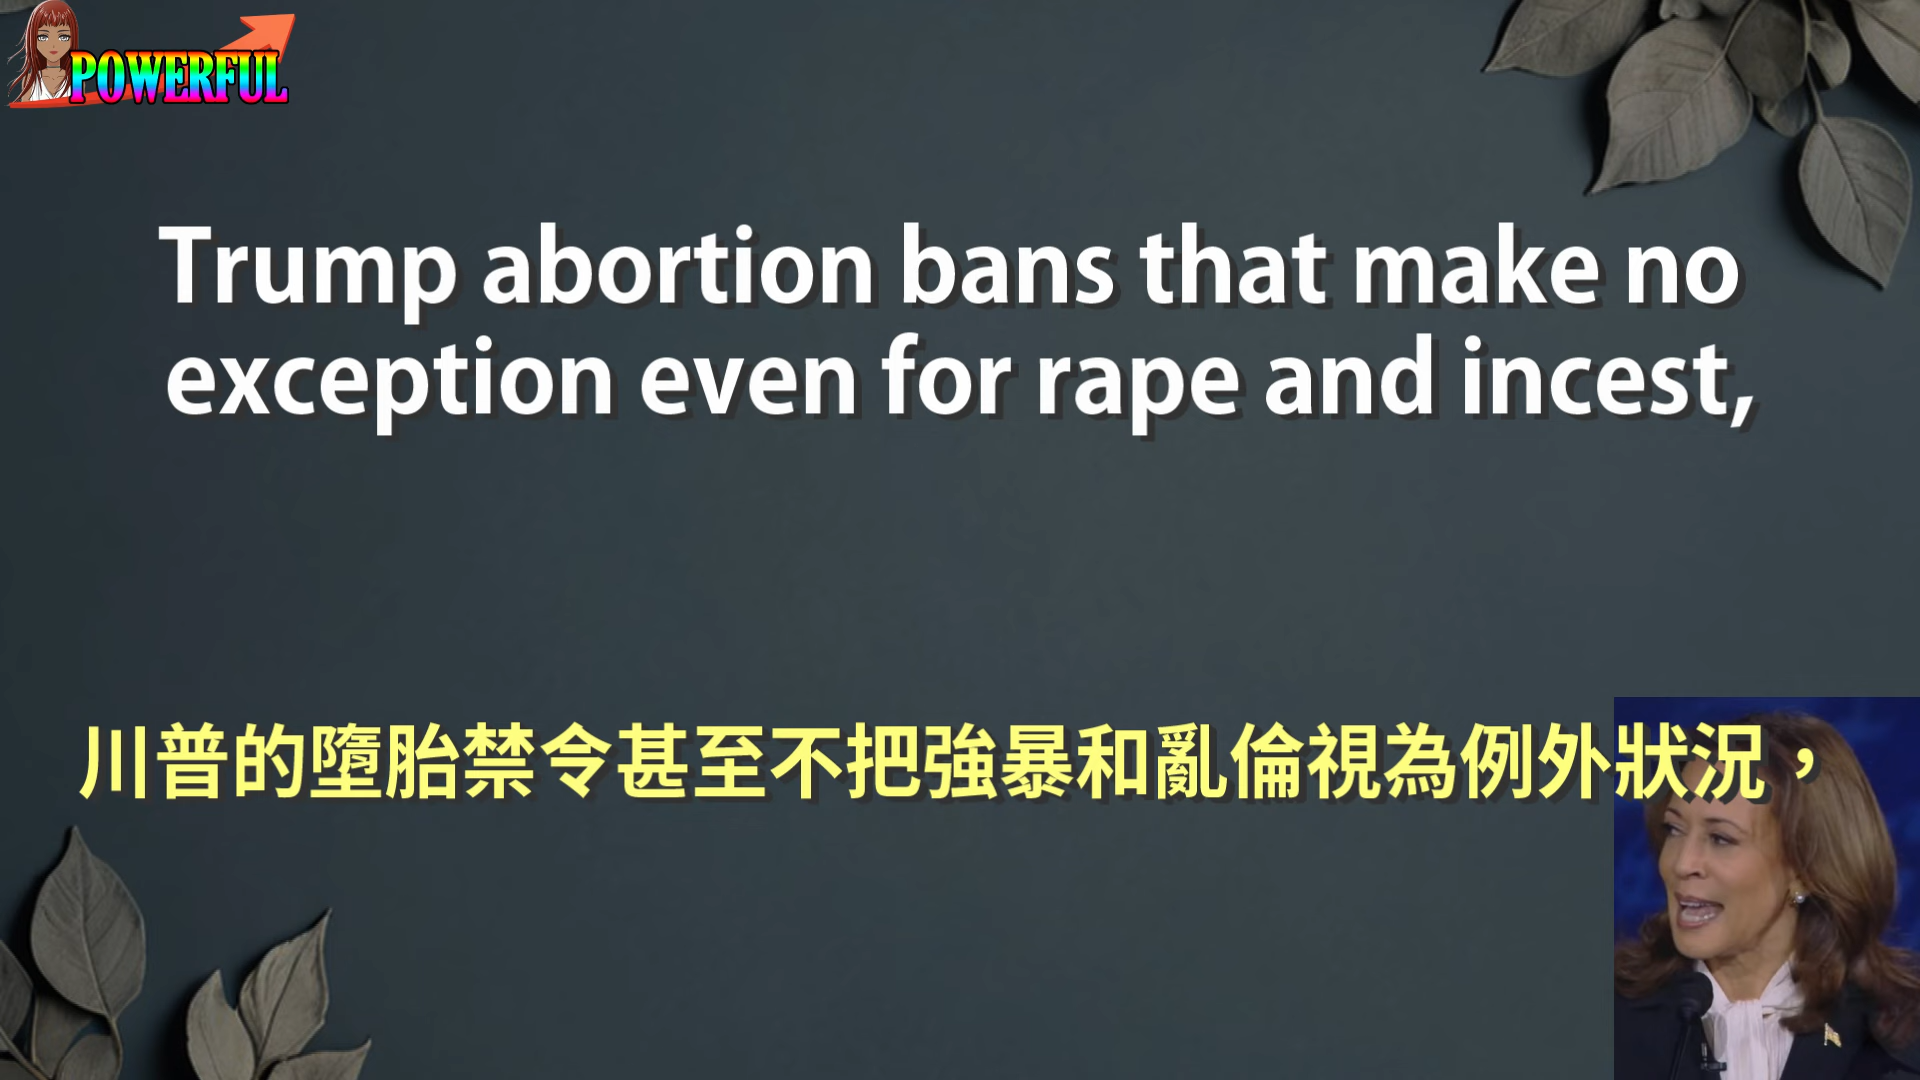 POWERFUL
Trump abortion bans that make no
exception even for rape and incest,
川普的墮胎禁令甚至不把強暴和亂倫視為例外狀況，